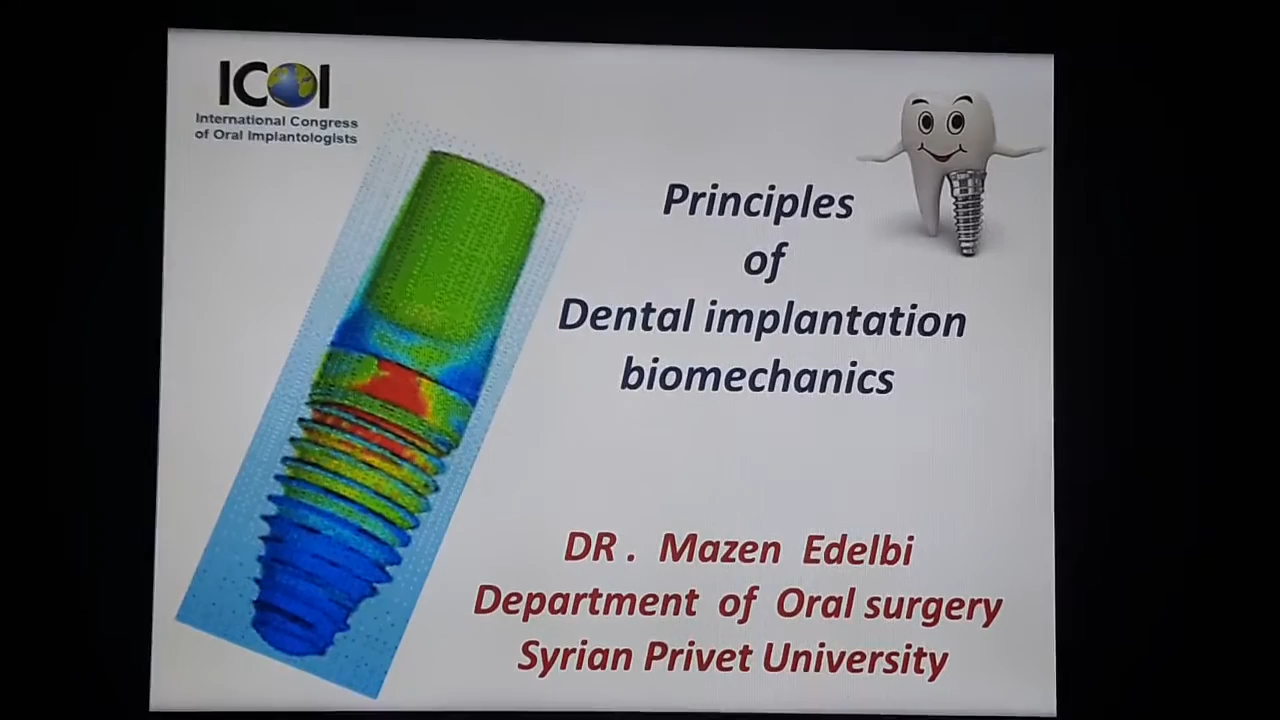 ICOI
International Congress
of Oral Implantologists
Principles
of
Dental implantation
biomechanics
DR . Mazen Edelbi
Department of Oral surgery
Syrian Privet University